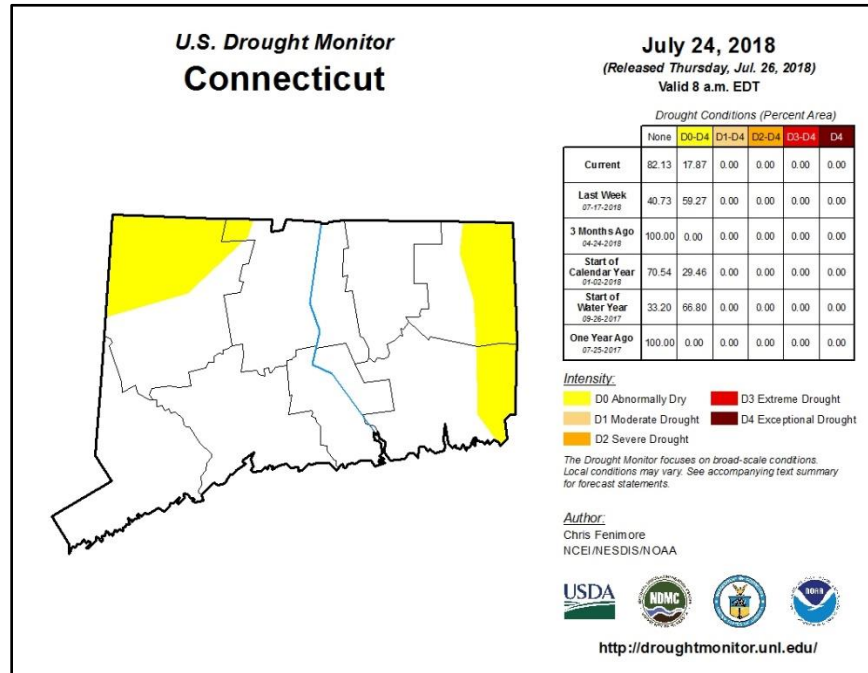 U.S. Drought Monitor
Connecticut
July 24, 2018
(Released Thursday, Jul. 26, 2018)
Valid 8 a.m. EDT
Drought Conditions (Percent Area)
None D0-D4 D1-D4 D2-D4 D3-D4 D4
Current 82.13 17.87 0.00 0.00 0.00 0.00
Last Week 40.73 59.27 0.00 0.00 0.00 0.00
07-17-2018
3 Months Ago 100.00 0.00 0.00 0.00 0.00 0.00
04-24-2018
Start of
Calendar Year 70.54 29.46 0.00 0.00 0.00 0.00
01-02-2018
Start of
Water Year 33.20 66.80 0.00 0.00 0.00 0.00
09-26-2017
One Year Ago 100.00 0.00 0.00 0.00 0.00 0.00
07-25-2017
Intensity:
D0 Abnormally Dry D3 Extreme Drought
D1 Moderate Drought D4 Exceptional Drought
D2 Severe Drought
The Drought Monitor focuses on broad-scale conditions.
Local conditions may vary. See accompanying text summary
for forecast statements.
Author:
Chris Fenimore
NCEI/NESDIS/NOAA
USDA NDMC NOAA
http://droughtmonitor.unl.edu/